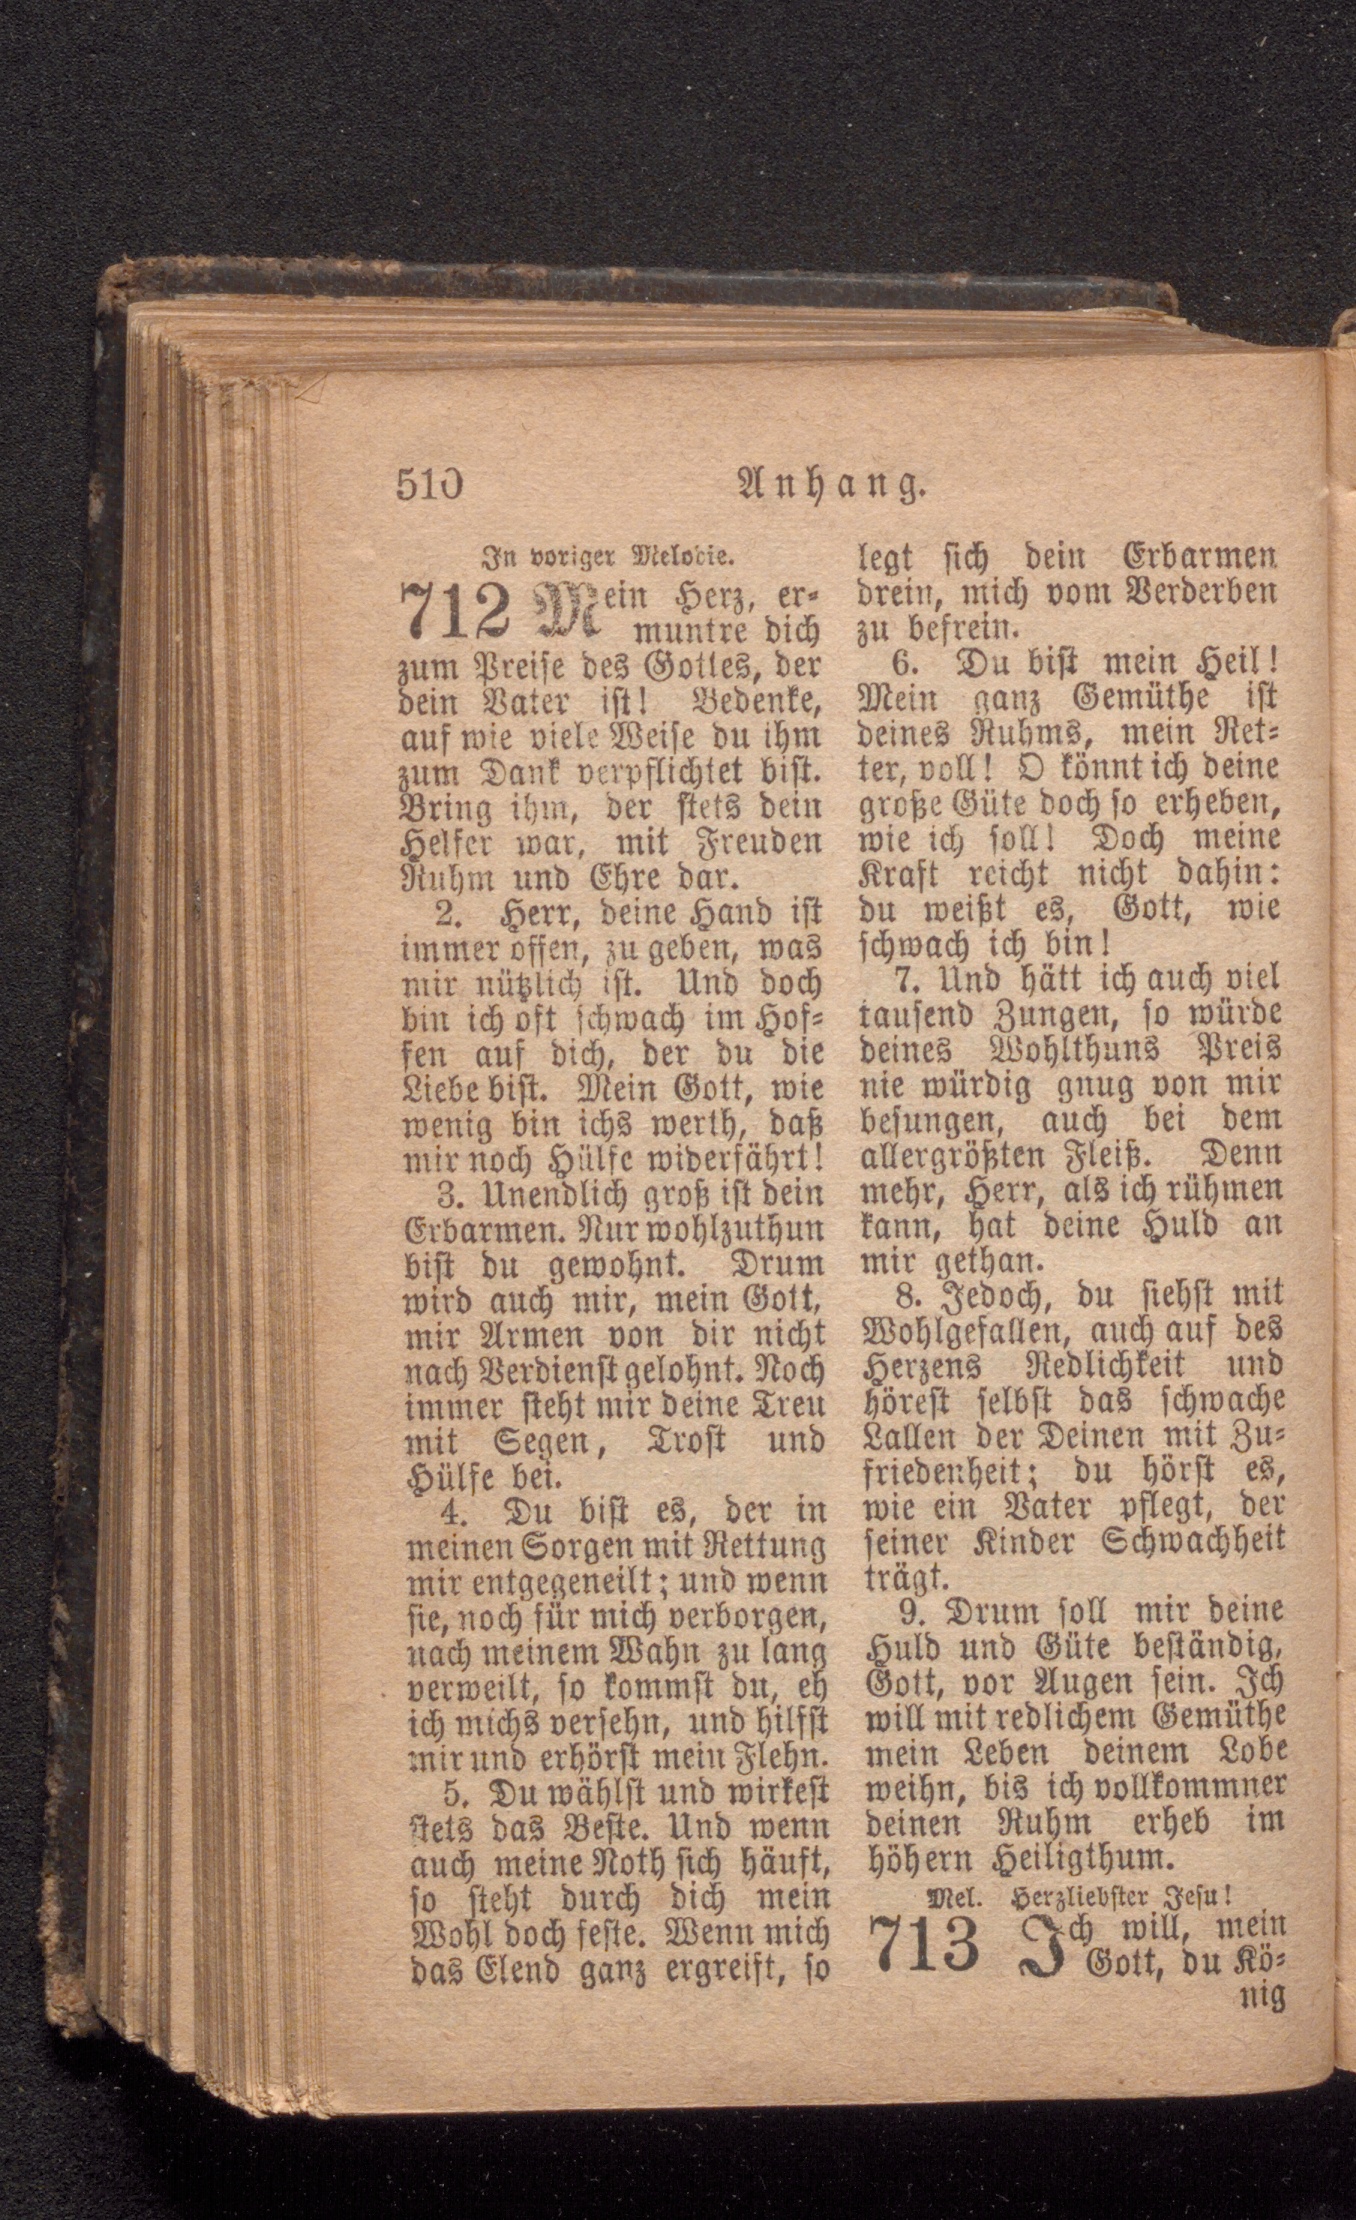 510 Anhang.
In voriger Melodie.
712 Mein Herz, er-
muntre dich
zum Preise des Gottes, der
dein Vater ist! Bedenke,
auf wie viele Weise du ihm
zum Dank verpflichtet bist.
Bring ihm, der stets dein
Helfer war, mit Freuden
Ruhm und Ehre dar.
2. Herr, deine Hand ist
immer offen, zu geben, was
mir nützlich ist. Und doch
bin ich oft schwach im Hof-
fen auf dich, der du die
Liebe bist. Mein Gott, wie
wenig bin ichs werth, daß
mir noch Hülfe widerfährt!
3. Unendlich groß ist dein
Erbarmen. Nur wohlzuthun
bist du gewohnt. Drum
wird auch mir, mein Gott,
mir Armen von dir nicht
nach Verdienst gelohnt. Noch
immer steht mir deine Treu
mit Segen, Trost und
Hülfe bei.
4. Du bist es, der in
meinen Sorgen mit Rettung
mir entgegeneilt; und wenn
sie, noch für mich verborgen,
nach meinem Wahn zu lang
verweilt, so kommst du, eh
ich michs versehn, und hilfst
mir und erhörst mein Flehn.
5. Du wählst und wirkest
stets das Beste. Und wenn
auch meine Noth sich häuft,
so steht durch dich mein
Wohl doch feste. Wenn mich
das Elend ganz ergreift, so
legt sich dein Erbarmen
drein, mich vom Verderben
zu befrein.
6. Du bist mein Heil!
Mein ganz Gemüthe ist
deines Ruhms, mein Ret-
ter, voll! O könnt ich deine
große Güte doch so erheben,
wie ich soll! Doch meine
Kraft reicht nicht dahin:
du weißt es, Gott, wie
schwach ich bin!
7. Und hätt ich auch viel
tausend Zungen, so würde
deines Wohlthuns Preis
nie würdig gnug von mir
besungen, auch bei dem
allergrößten Fleiß. Denn
mehr, Herr, als ich rühmen
kann, hat deine Huld an
mir gethan.
8. Jedoch, du siehst mit
Wohlgefallen, auch auf des
Herzens Redlichkeit und
hörest selbst das schwache
Lallen der Deinen mit Zu-
friedenheit; du hörst es,
wie ein Vater pflegt, der
seiner Kinder Schwachheit
trägt.
9. Drum soll mir deine
Huld und Güte beständig,
Gott, vor Augen sein. Ich
will mit redlichem Gemüthe
mein Leben deinem Lobe
weihn, bis ich vollkommner
deinen Ruhm erheb im
höhern Heiligthum.
Mel. Herzliebster Jesu!
713 Ich will, mein
Gott, du Kö-
nig